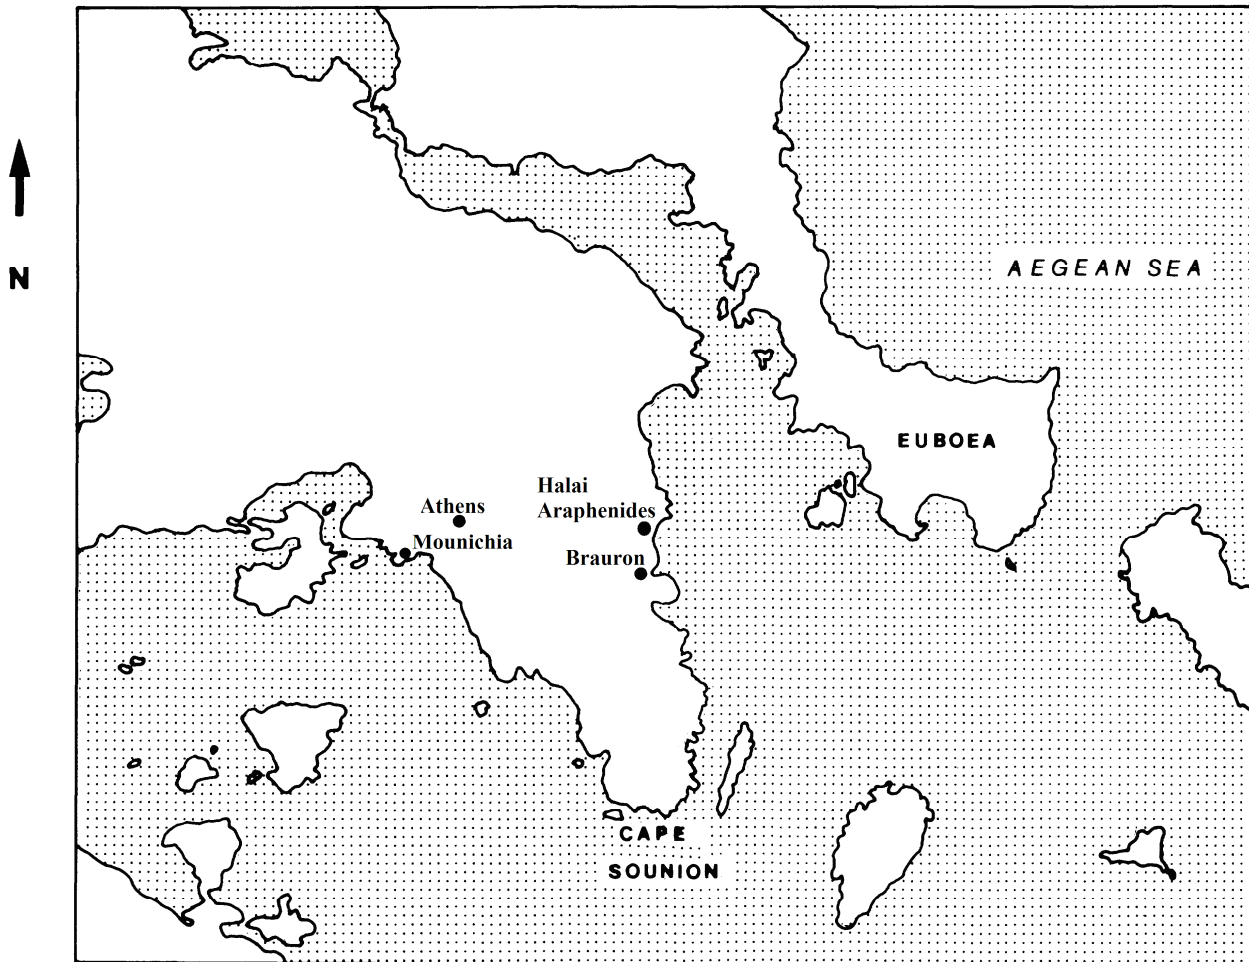 N
AEGEAN SEA
EUBOEA
Halai
Araphenides
Athens
Mounichia
Brauron
CAPE
SOUNION